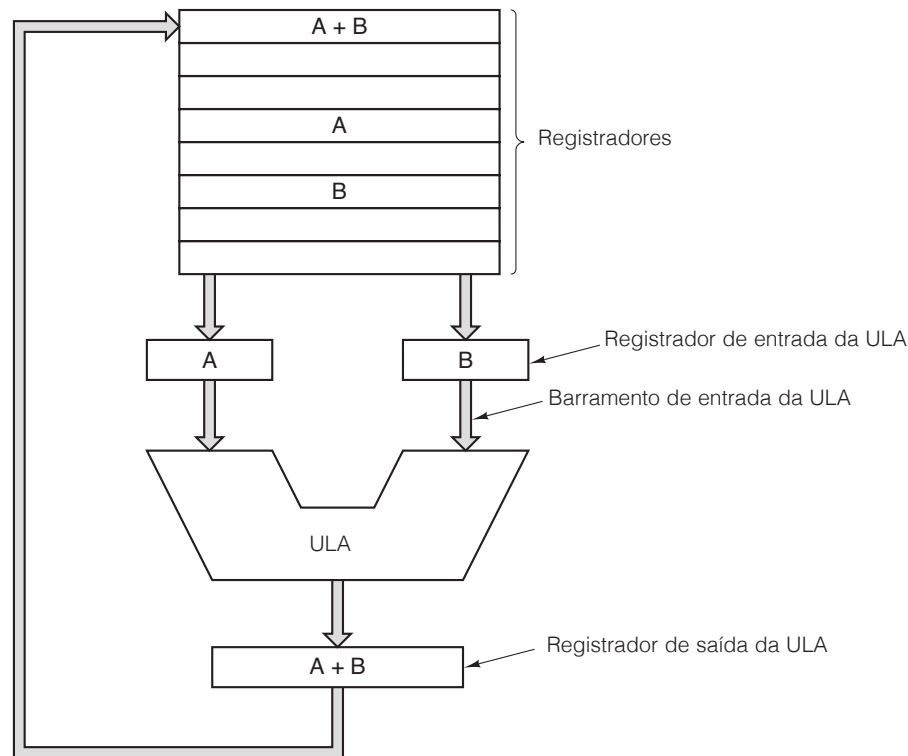 A + B
A
Registradores
B
A
B
Registrador de entrada da ULA
Barramento de entrada da ULA
ULA
Registrador de saída da ULA
A + B